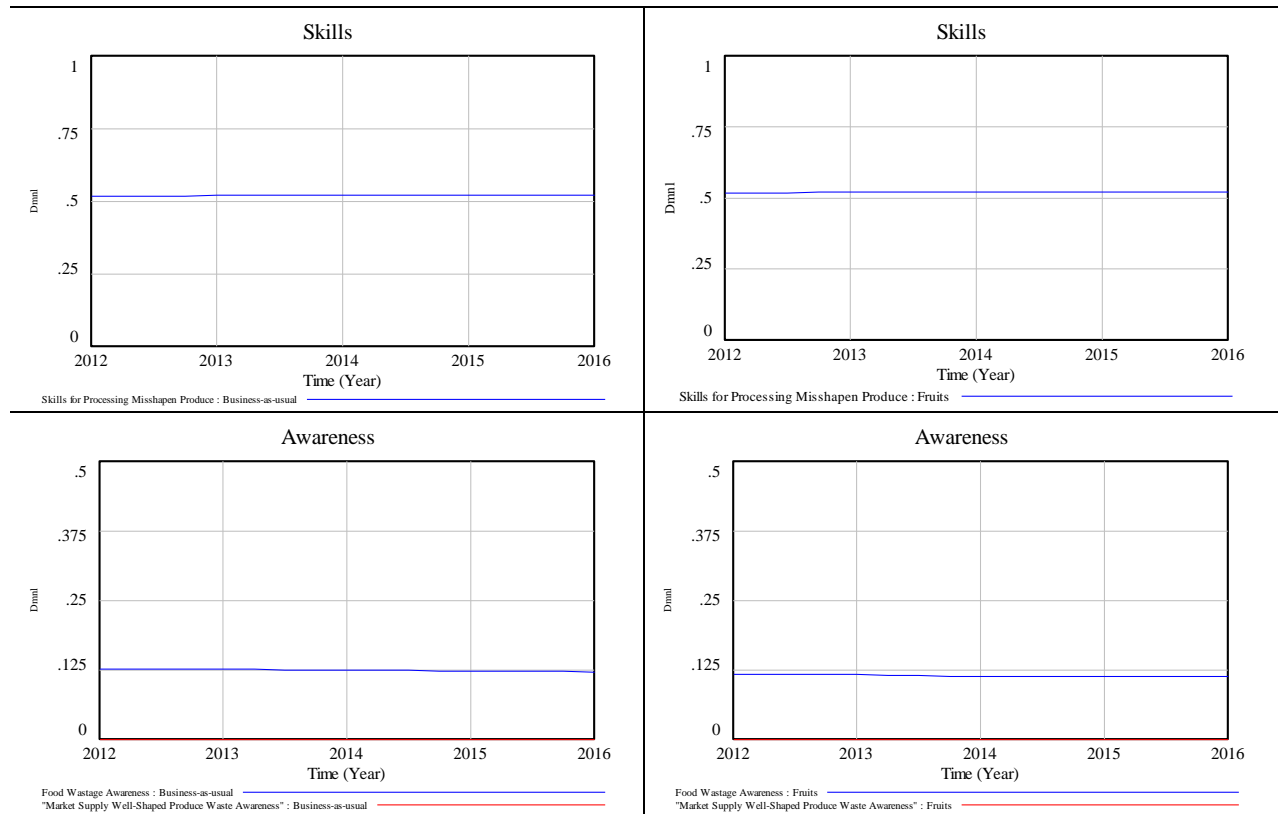 Skills
1
.75
.5
.25
0
Dmnl
2012 2013 2014 2015 2016
Time (Year)
Skills for Processing Misshapen Produce : Business-as-usual
Skills
1
.75
.5
.25
0
Dmnl
2012 2013 2014 2015 2016
Time (Year)
Skills for Processing Misshapen Produce : Fruits
Awareness
.5
.375
.25
.125
0
Dmnl
2012 2013 2014 2015 2016
Time (Year)
Food Wastage Awareness : Business-as-usual
"Market Supply Well-Shaped Produce Waste Awareness" : Business-as-usual
Awareness
.5
.375
.25
.125
0
Dmnl
2012 2013 2014 2015 2016
Time (Year)
Food Wastage Awareness : Fruits
"Market Supply Well-Shaped Produce Waste Awareness" : Fruits